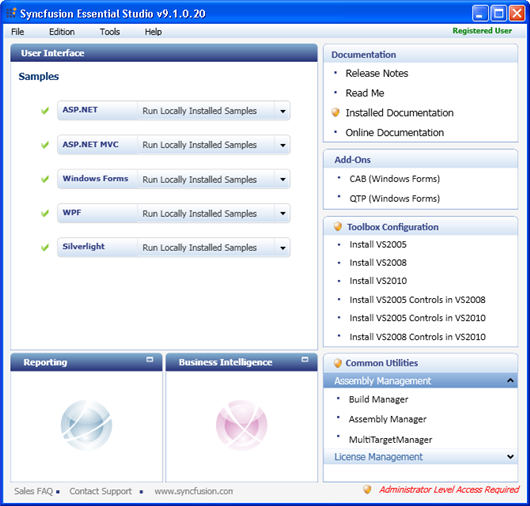 Syncfusion Essential Studio v9.1.0.20
File Edition Tools Help Registered User
User Interface
Samples
ASP.NET Run Locally Installed Samples
ASP.NET MVC Run Locally Installed Samples
Windows Forms Run Locally Installed Samples
WPF Run Locally Installed Samples
Silverlight Run Locally Installed Samples
Reporting
Business Intelligence
Documentation
Release Notes
Read Me
Installed Documentation
Online Documentation
Add-Ons
CAB (Windows Forms)
QTP (Windows Forms)
Toolbox Configuration
Install VS2005
Install VS2008
Install VS2010
Install VS2005 Controls in VS2008
Install VS2005 Controls in VS2010
Install VS2008 Controls in VS2010
Common Utilities
Assembly Management
Build Manager
Assembly Manager
MultiTargetManager
License Management
Sales FAQ Contact Support www.syncfusion.com
Administrator Level Access Required